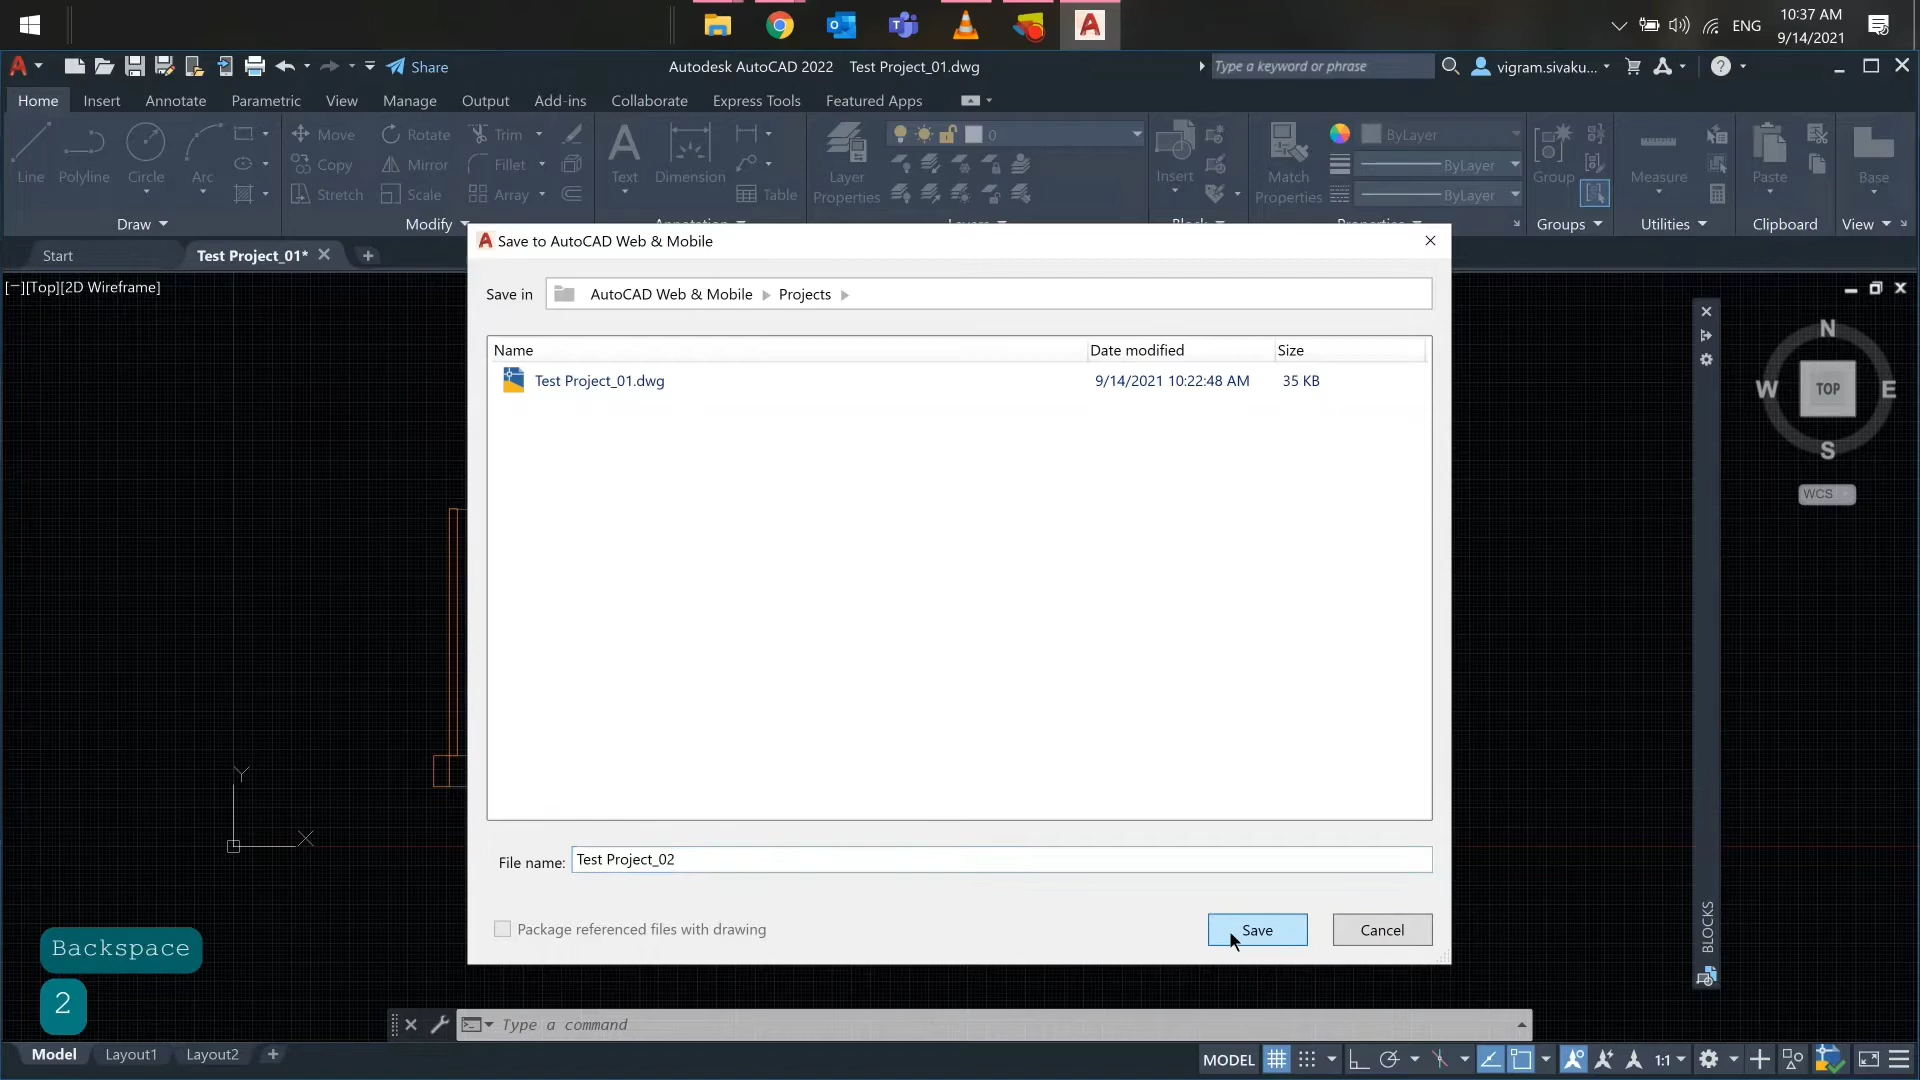 10:37 AM
ENG
9/14/2021
Share
Autodesk AutoCAD 2022 Test Project_01.dwg
Type a keyword or phrase
vigram.sivaku...
Home Insert Annotate Parametric View Manage Output Add-ins Collaborate Express Tools Featured Apps
Line Polyline Circle Arc
Move Rotate Trim
Copy Mirror Fillet
Stretch Scale Array
Text Dimension Table
Layer Properties
0
Insert
Match Properties
ByLayer
ByLayer
ByLayer
Group
Measure
Paste
Base
Draw Modify Annotation Layers Block Properties Groups Utilities Clipboard View
Start Test Project_01*
[−][Top][2D Wireframe]
Save to AutoCAD Web & Mobile
Save in AutoCAD Web & Mobile Projects
Name Date modified Size
Test Project_01.dwg 9/14/2021 10:22:48 AM 35 KB
File name: Test Project_02
Package referenced files with drawing
Save Cancel
N
W TOP E
S
WCS
BLOCKS
Y
X
Backspace
2
Type a command
Model Layout1 Layout2
MODEL 1:1